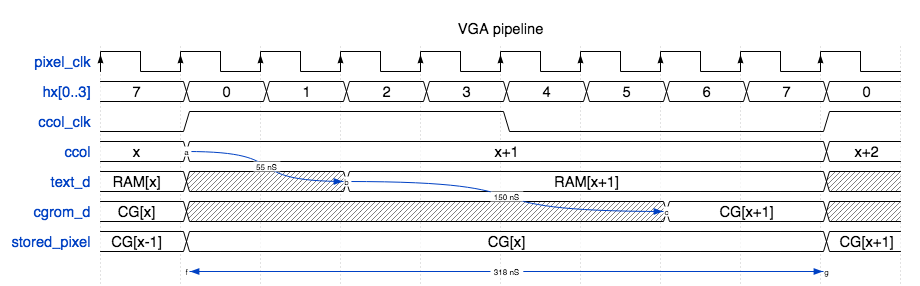 VGA pipeline
pixel_clk
hx[0..3] 7 0 1 2 3 4 5 6 7 0
ccol_clk
ccol x a x+1 x+2
55 nS
text_d RAM[x] b RAM[x+1]
150 nS
cgrom_d CG[x] c CG[x+1]
stored_pixel CG[x-1] CG[x] CG[x+1]
f 318 nS g